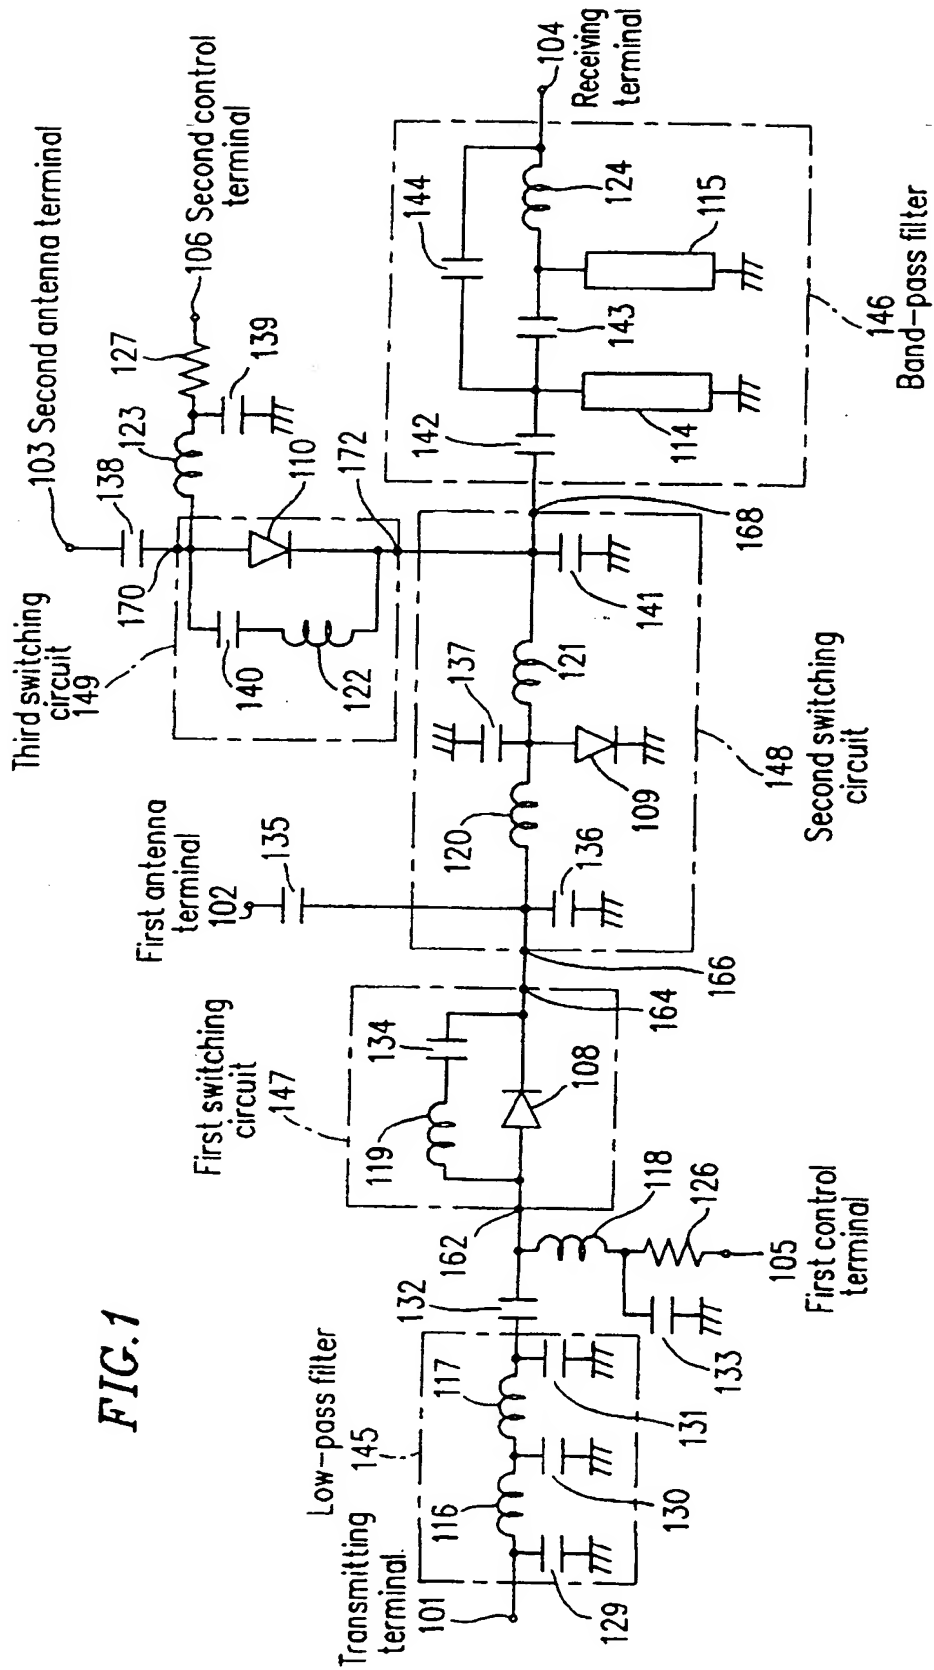 FIG.1
Third switching
circuit
149
103 Second antenna terminal
138
127
106 Second control
terminal
123
139
170
110
140
122
172
First antenna
terminal
102
135
First switching
circuit
147
119
134
108
164
166
162
120
137
121
109
136
141
148
Second switching
circuit
168
142
144
104
Receiving
terminal
124
115
143
114
146
Band-pass filter
Low-pass filter
145
Transmitting
terminal
101
116
117
132
129
130
131
118
126
133
105
First control
terminal